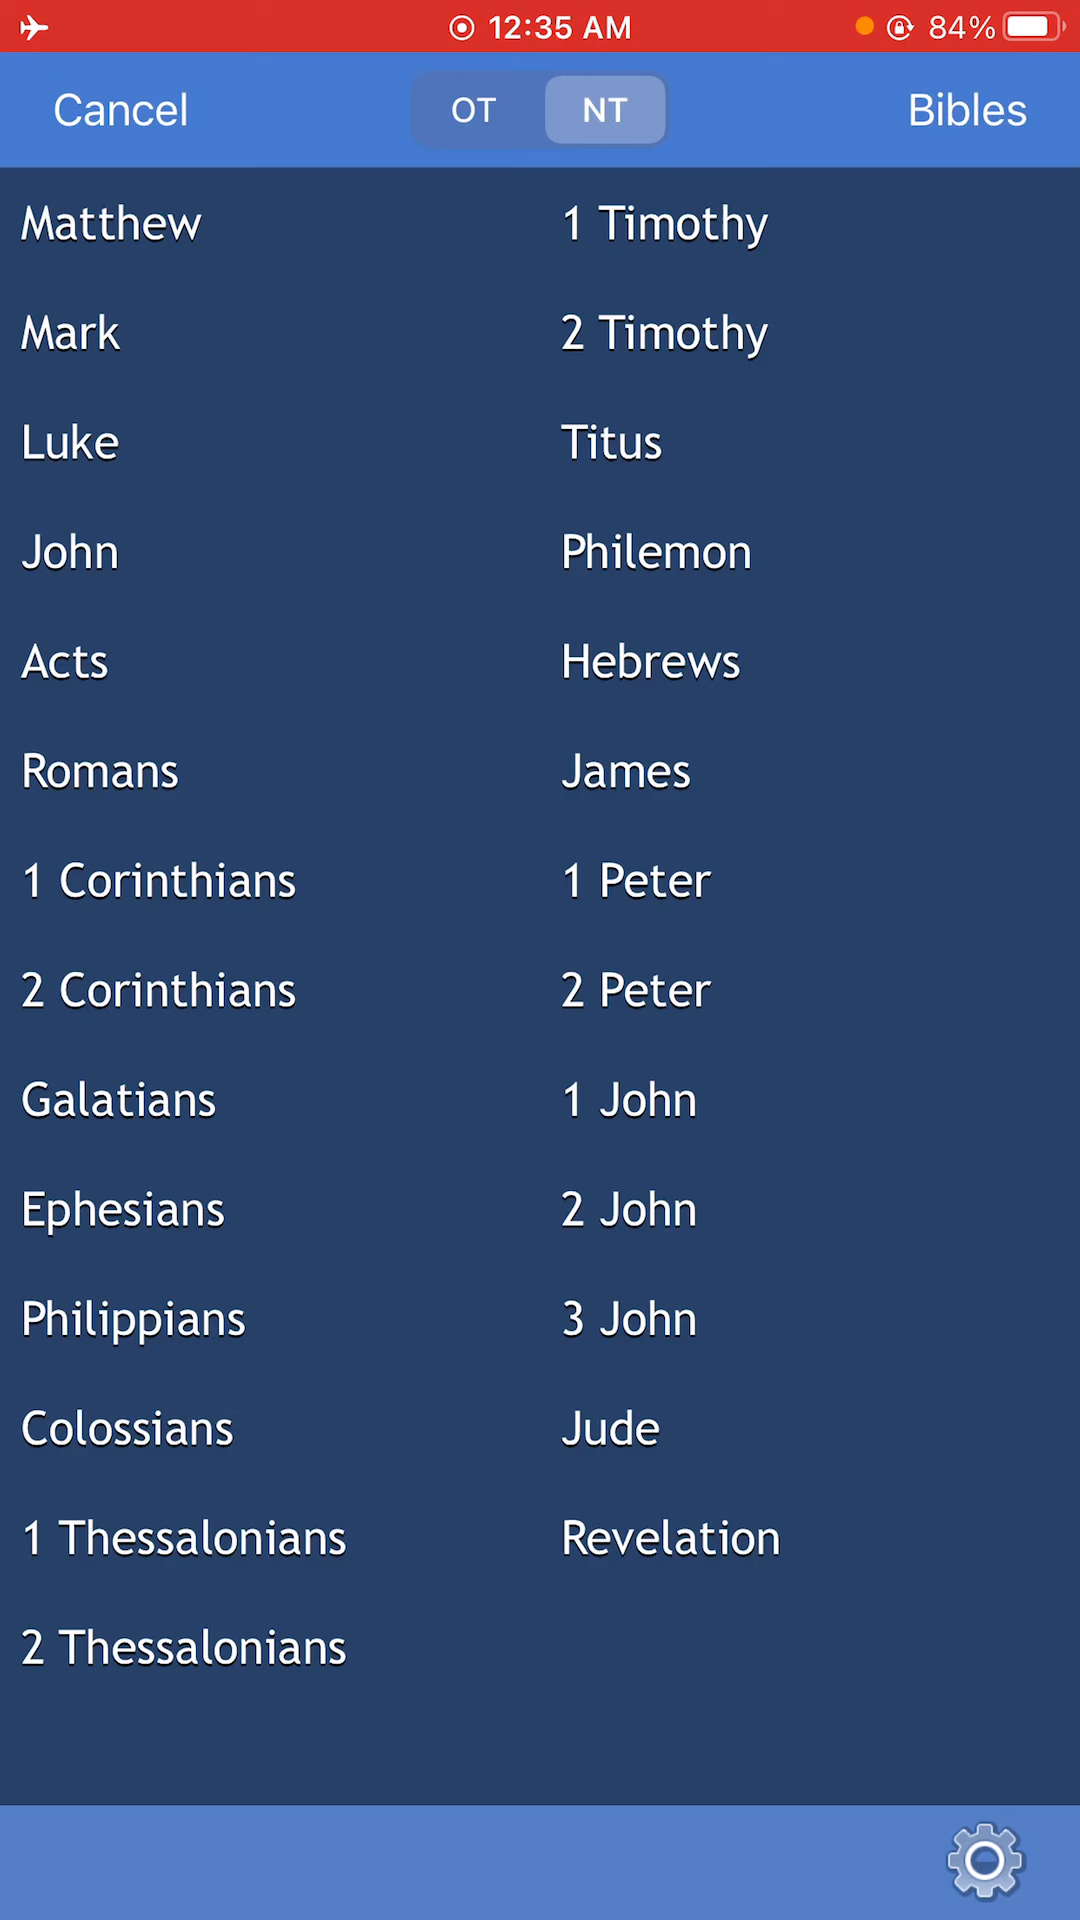 12:35 AM 84%
Cancel OT NT Bibles
Matthew
Mark
Luke
John
Acts
Romans
1 Corinthians
2 Corinthians
Galatians
Ephesians
Philippians
Colossians
1 Thessalonians
2 Thessalonians
1 Timothy
2 Timothy
Titus
Philemon
Hebrews
James
1 Peter
2 Peter
1 John
2 John
3 John
Jude
Revelation